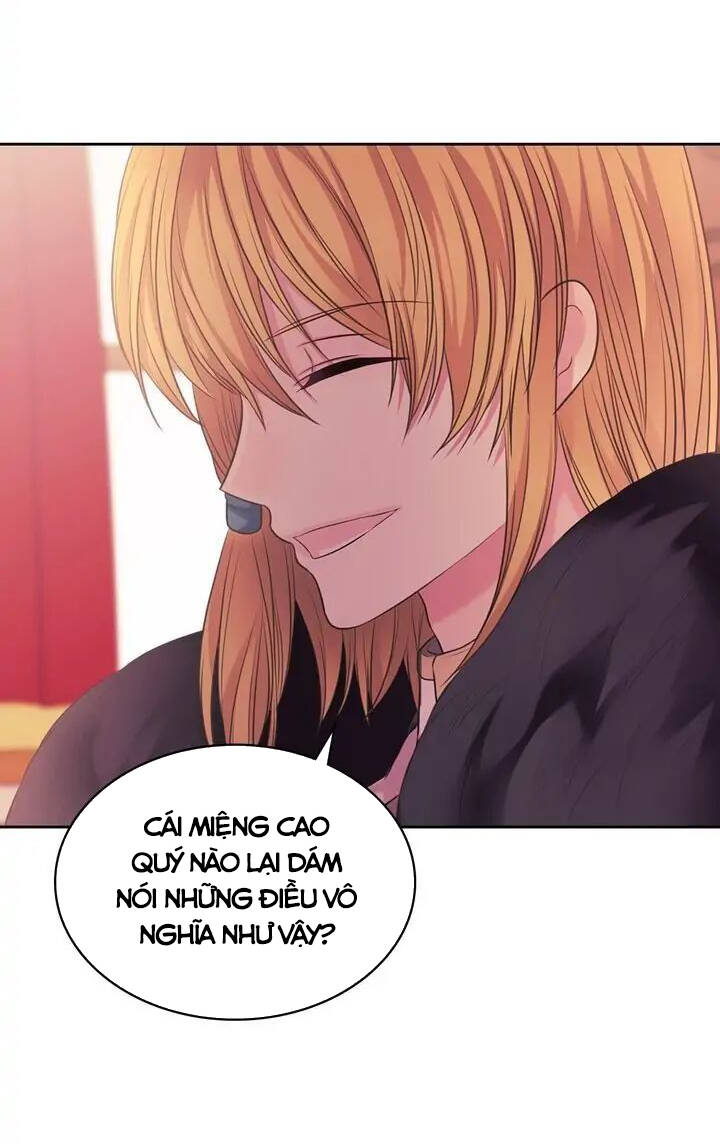 CÁI MIỆNG CAO
QUÝ NÀO LẠI DÁM
NÓI NHỮNG ĐIỀU VÔ
NGHĨA NHƯ VẬY?